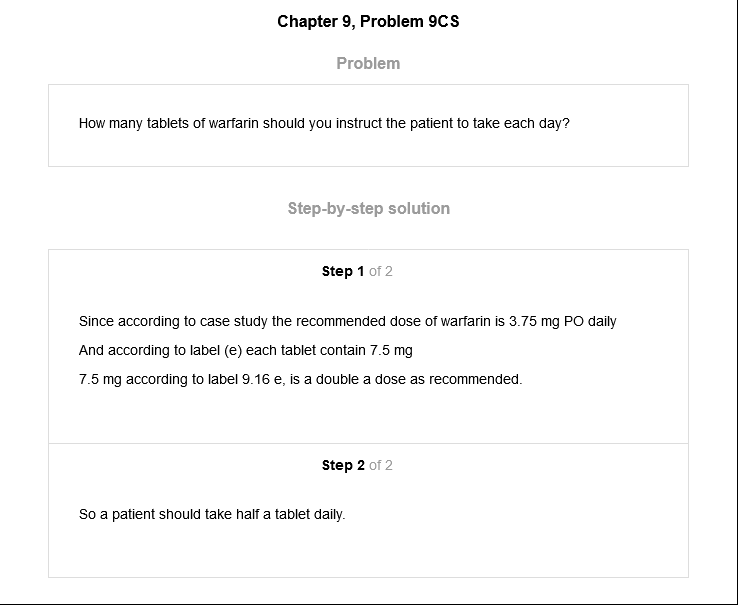 Chapter 9, Problem 9CS
Problem
How many tablets of warfarin should you instruct the patient to take each day?
Step-by-step solution
Step 1 of 2
Since according to case study the recommended dose of warfarin is 3.75 mg PO daily
And according to label (e) each tablet contain 7.5 mg
7.5 mg according to label 9.16 e, is a double a dose as recommended.
Step 2 of 2
So a patient should take half a tablet daily.